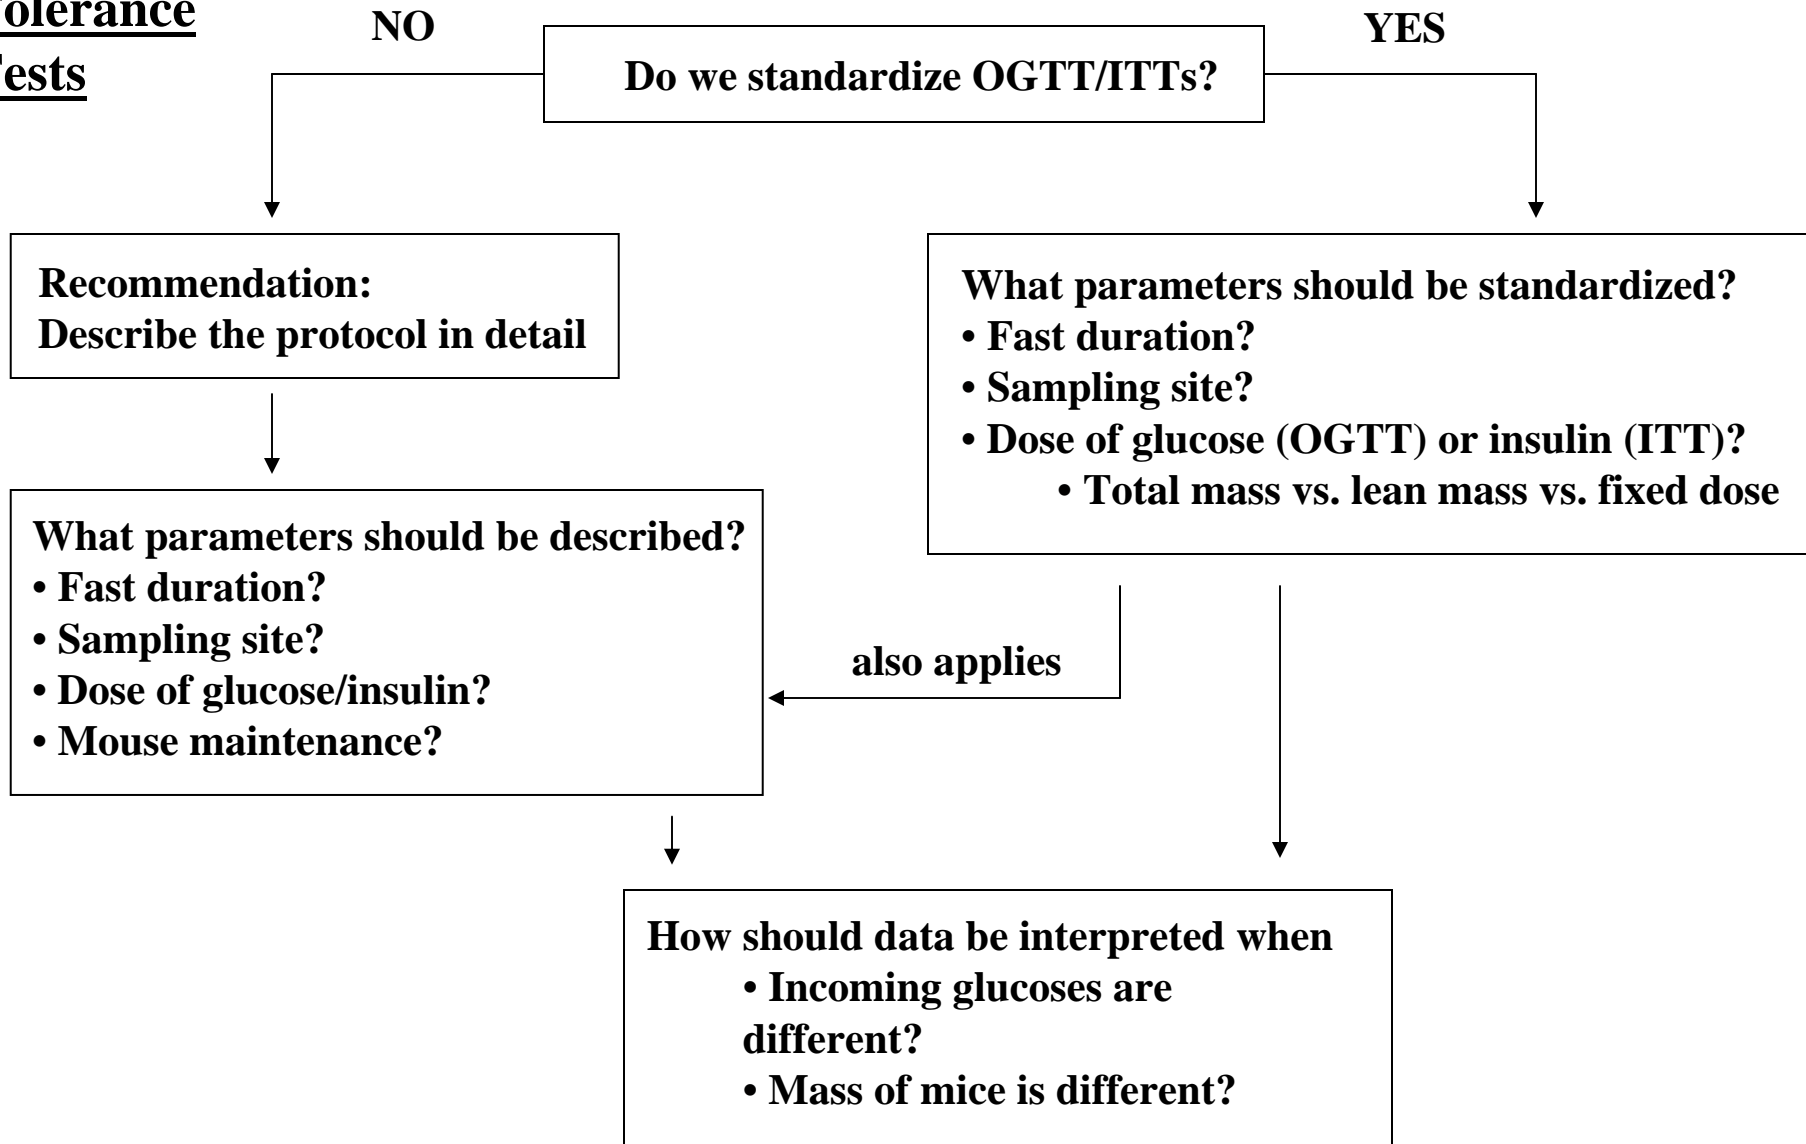 olerance
ests
NO
Do we standardize OGTT/ITTs?
YES
Recommendation:
Describe the protocol in detail
What parameters should be standardized?
• Fast duration?
• Sampling site?
• Dose of glucose (OGTT) or insulin (ITT)?
• Total mass vs. lean mass vs. fixed dose
What parameters should be described?
• Fast duration?
• Sampling site?
• Dose of glucose/insulin?
• Mouse maintenance?
also applies
How should data be interpreted when
• Incoming glucoses are
different?
• Mass of mice is different?